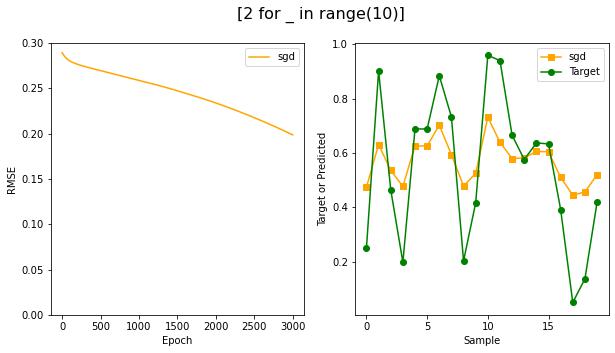 [2 for _ in range(10)]
0.30
0.25
0.20
0.15
0.10
0.05
0.00
RMSE
0 500 1000 1500 2000 2500 3000
Epoch
sgd
1.0
0.8
0.6
0.4
0.2
Target or Predicted
0 5 10 15
Sample
sgd
Target